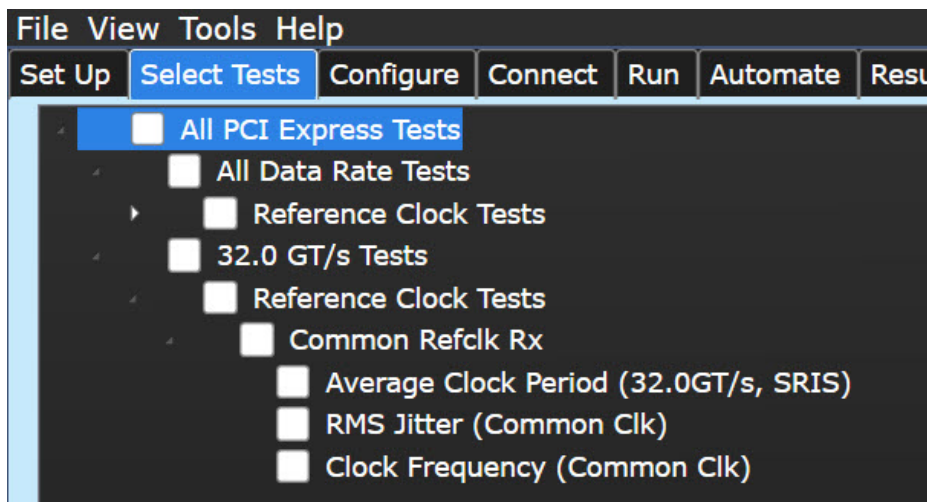 File View Tools Help
Set Up Select Tests Configure Connect Run Automate Resu
All PCI Express Tests
All Data Rate Tests
Reference Clock Tests
32.0 GT/s Tests
Reference Clock Tests
Common Refclk Rx
Average Clock Period (32.0GT/s, SRIS)
RMS Jitter (Common Clk)
Clock Frequency (Common Clk)